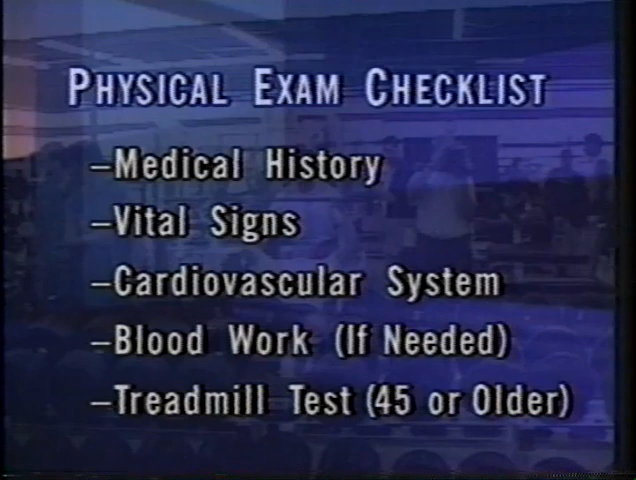 PHYSICAL EXAM CHECKLIST
–Medical History
–Vital Signs
–Cardiovascular System
–Blood Work (If Needed)
–Treadmill Test (45 or Older)